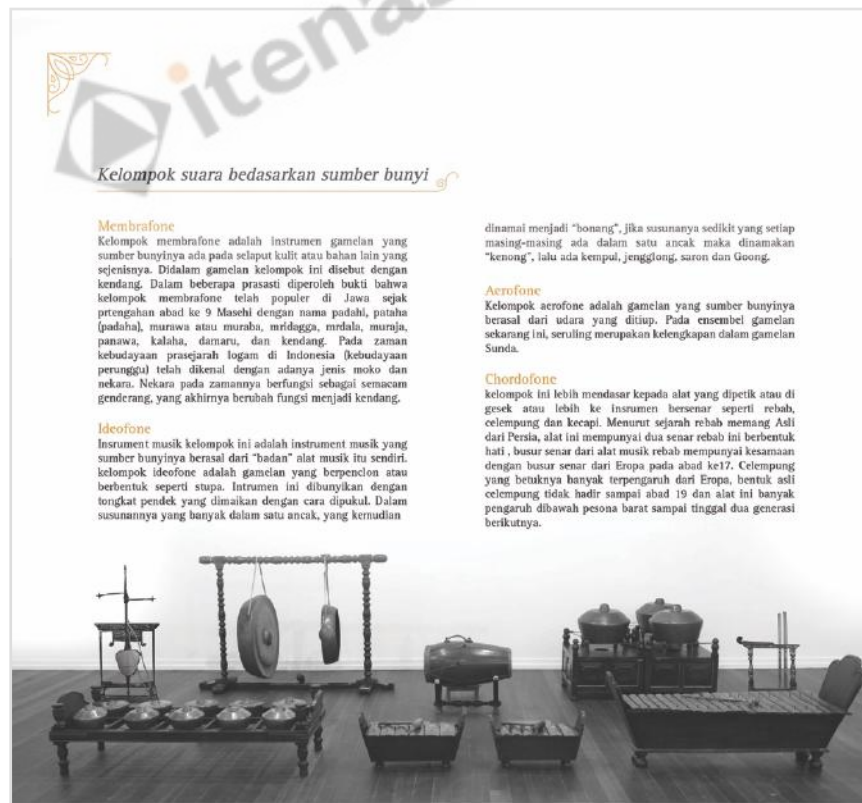 itena
Kelompok suara bedasarkan sumber bunyi
Membrafone
Kelompok membrafone adalah instrumen gamelan yang
sumber bunyinya ada pada selaput kulit atau bahan lain yang
sejenisnya. Didalam gamelan kelompok ini disebut dengan
kendang. Dalam beberapa prasasti diperoleh bukti bahwa
kelompok membrafone telah populer di Jawa sejak
prtengahan abad ke 9 Masehi dengan nama padahi, pataha
(padaha), murawa atau muraba, mridagga, mrdala, muraja,
panawa, kalaha, damaru, dan kendang. Pada zaman
kebudayaan prasejarah logam di Indonesia (kebudayaan
perunggu) telah dikenal dengan adanya jenis moko dan
nekara. Nekara pada zamannya berfungsi sebagai semacam
genderang, yang akhirnya berubah fungsi menjadi kendang.
Ideofone
Insrument musik kelompok ini adalah instrument musik yang
sumber bunyinya berasal dari "badan" alat musik itu sendiri.
kelompok ideofone adalah gamelan yang berpenclon atau
berbentuk seperti stupa. Intrumen ini dibunyikan dengan
tongkat pendek yang dimaikan dengan cara dipukul. Dalam
susunannya yang banyak dalam satu ancak, yang kemudian
dinamai menjadi "bonang", jika susunanya sedikit yang setiap
masing-masing ada dalam satu ancak maka dinamakan
"kenong", lalu ada kempul, jengglong, saron dan Goong.
Aerofone
Kelompok aerofone adalah gamelan yang sumber bunyinya
berasal dari udara yang ditiup. Pada ensembel gamelan
sekarang ini, seruling merupakan kelengkapan dalam gamelan
Sunda.
Chordofone
kelompok ini lebih mendasar kepada alat yang dipetik atau di
gesek atau lebih ke insrumen bersenar seperti rebab,
celempung dan kecapi. Menurut sejarah rebab memang Asli
dari Persia, alat ini mempunyai dua senar rebab ini berbentuk
hati , busur senar dari alat musik rebab mempunyai kesamaan
dengan busur senar dari Eropa pada abad ke17. Celempung
yang betuknya banyak terpengaruh dari Eropa, bentuk asli
celempung tidak hadir sampai abad 19 dan alat ini banyak
pengaruh dibawah pesona barat sampai tinggal dua generasi
berikutnya.